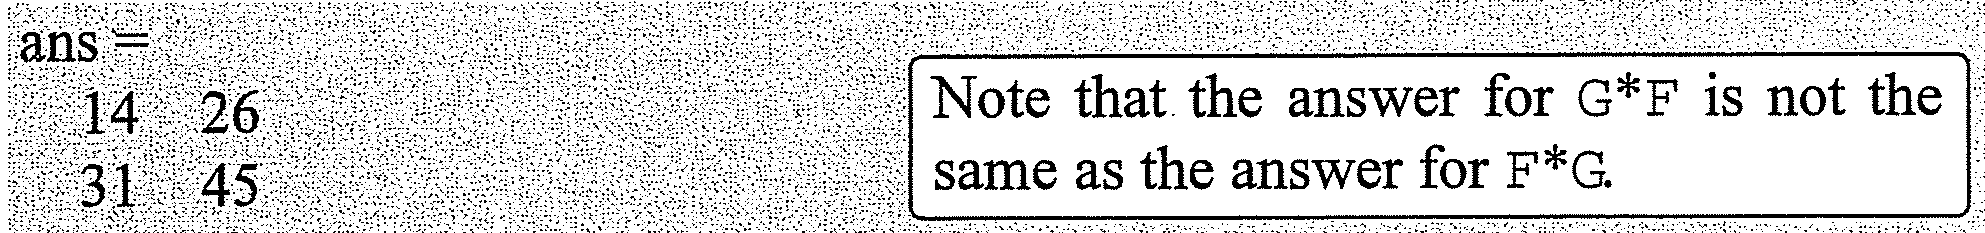 ans =
14 26
31 45
Note that the answer for G*F is not the
same as the answer for F*G.